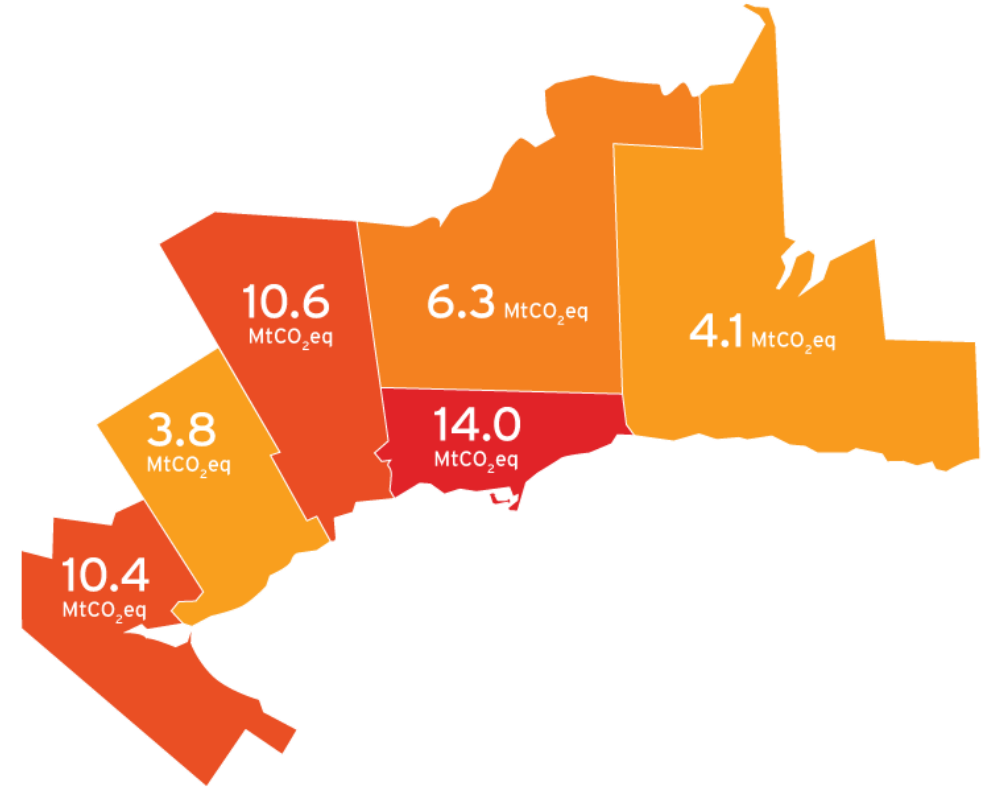 10.6
MtCO₂eq
6.3 MtCO₂eq
4.1 MtCO₂eq
3.8
MtCO₂eq
14.0
MtCO₂eq
10.4
MtCO₂eq